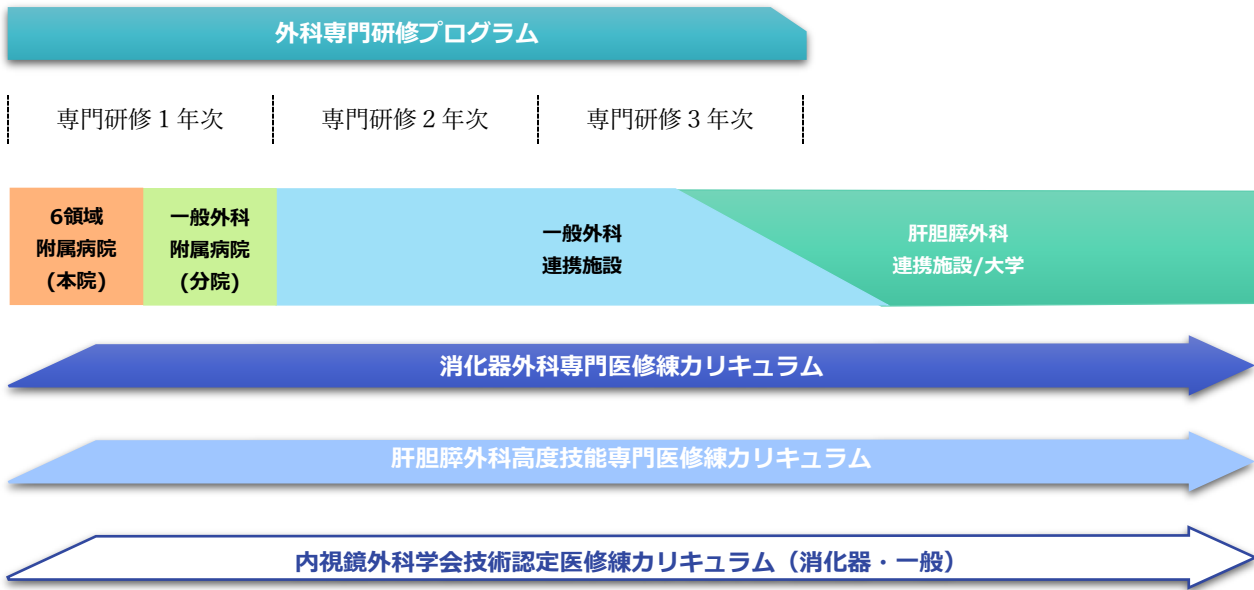 外科専門研修プログラム
専門研修１年次
専門研修２年次
専門研修３年次
6領域
附属病院
(本院)
一般外科
附属病院
(分院)
一般外科
連携施設
肝胆膵外科
連携施設/大学
消化器外科専門医修練カリキュラム
肝胆膵外科高度技能専門医修練カリキュラム
内視鏡外科学会技術認定医修練カリキュラム（消化器・一般）